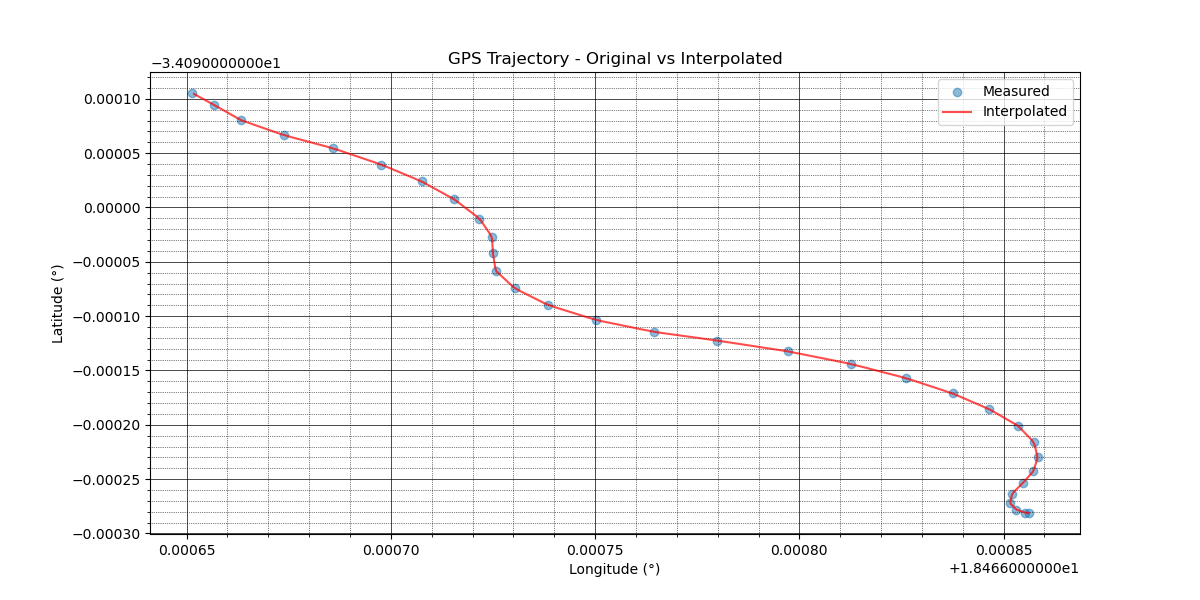 GPS Trajectory - Original vs Interpolated
−3.4090000000e1
Measured
Interpolated
0.00010
0.00005
0.00000
−0.00005
−0.00010
−0.00015
−0.00020
−0.00025
−0.00030
Latitude (°)
0.00065 0.00070 0.00075 0.00080 0.00085
Longitude (°)
+1.8466000000e1